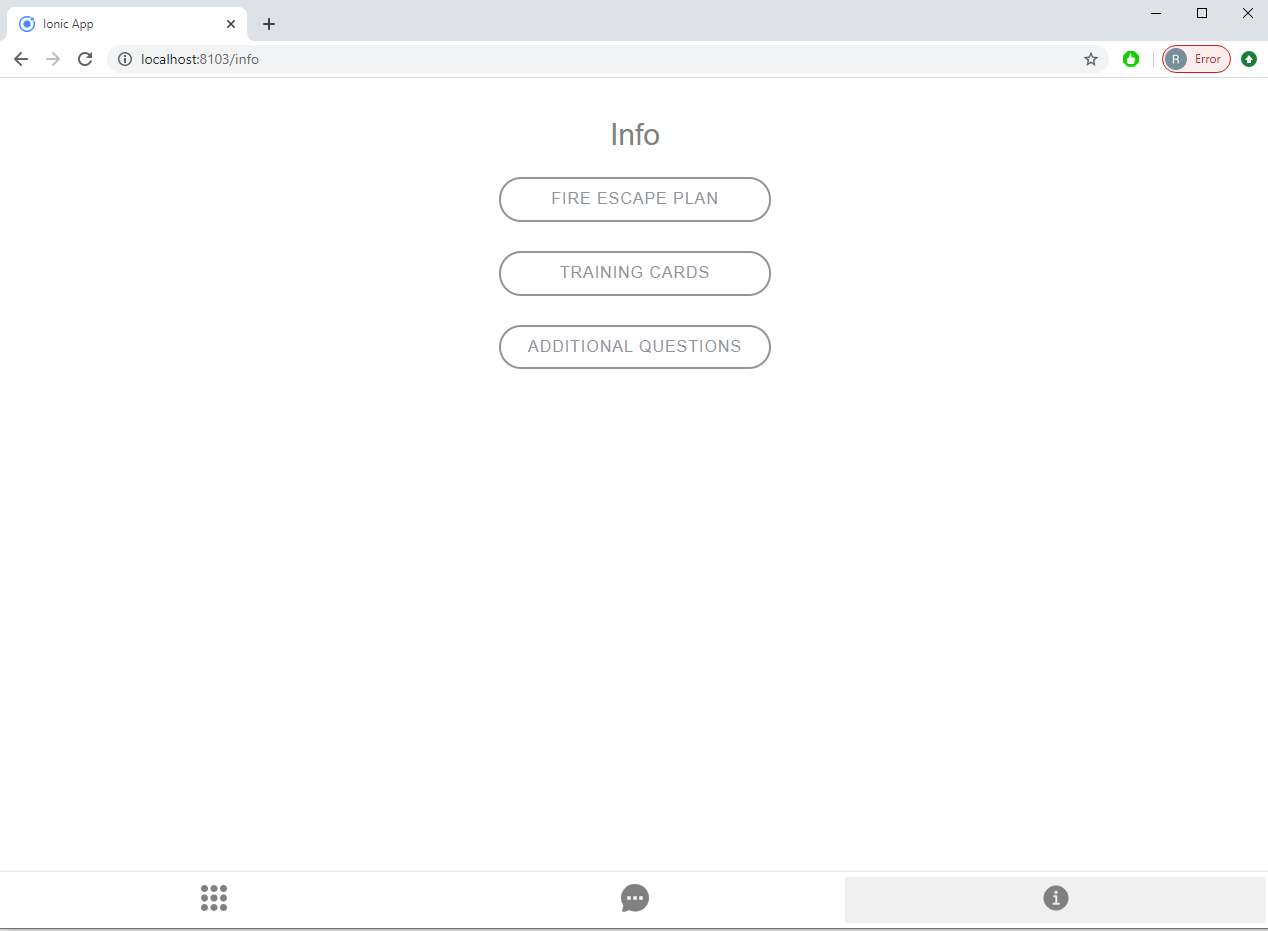 Ionic App
localhost:8103/info
R Error
Info
FIRE ESCAPE PLAN
TRAINING CARDS
ADDITIONAL QUESTIONS